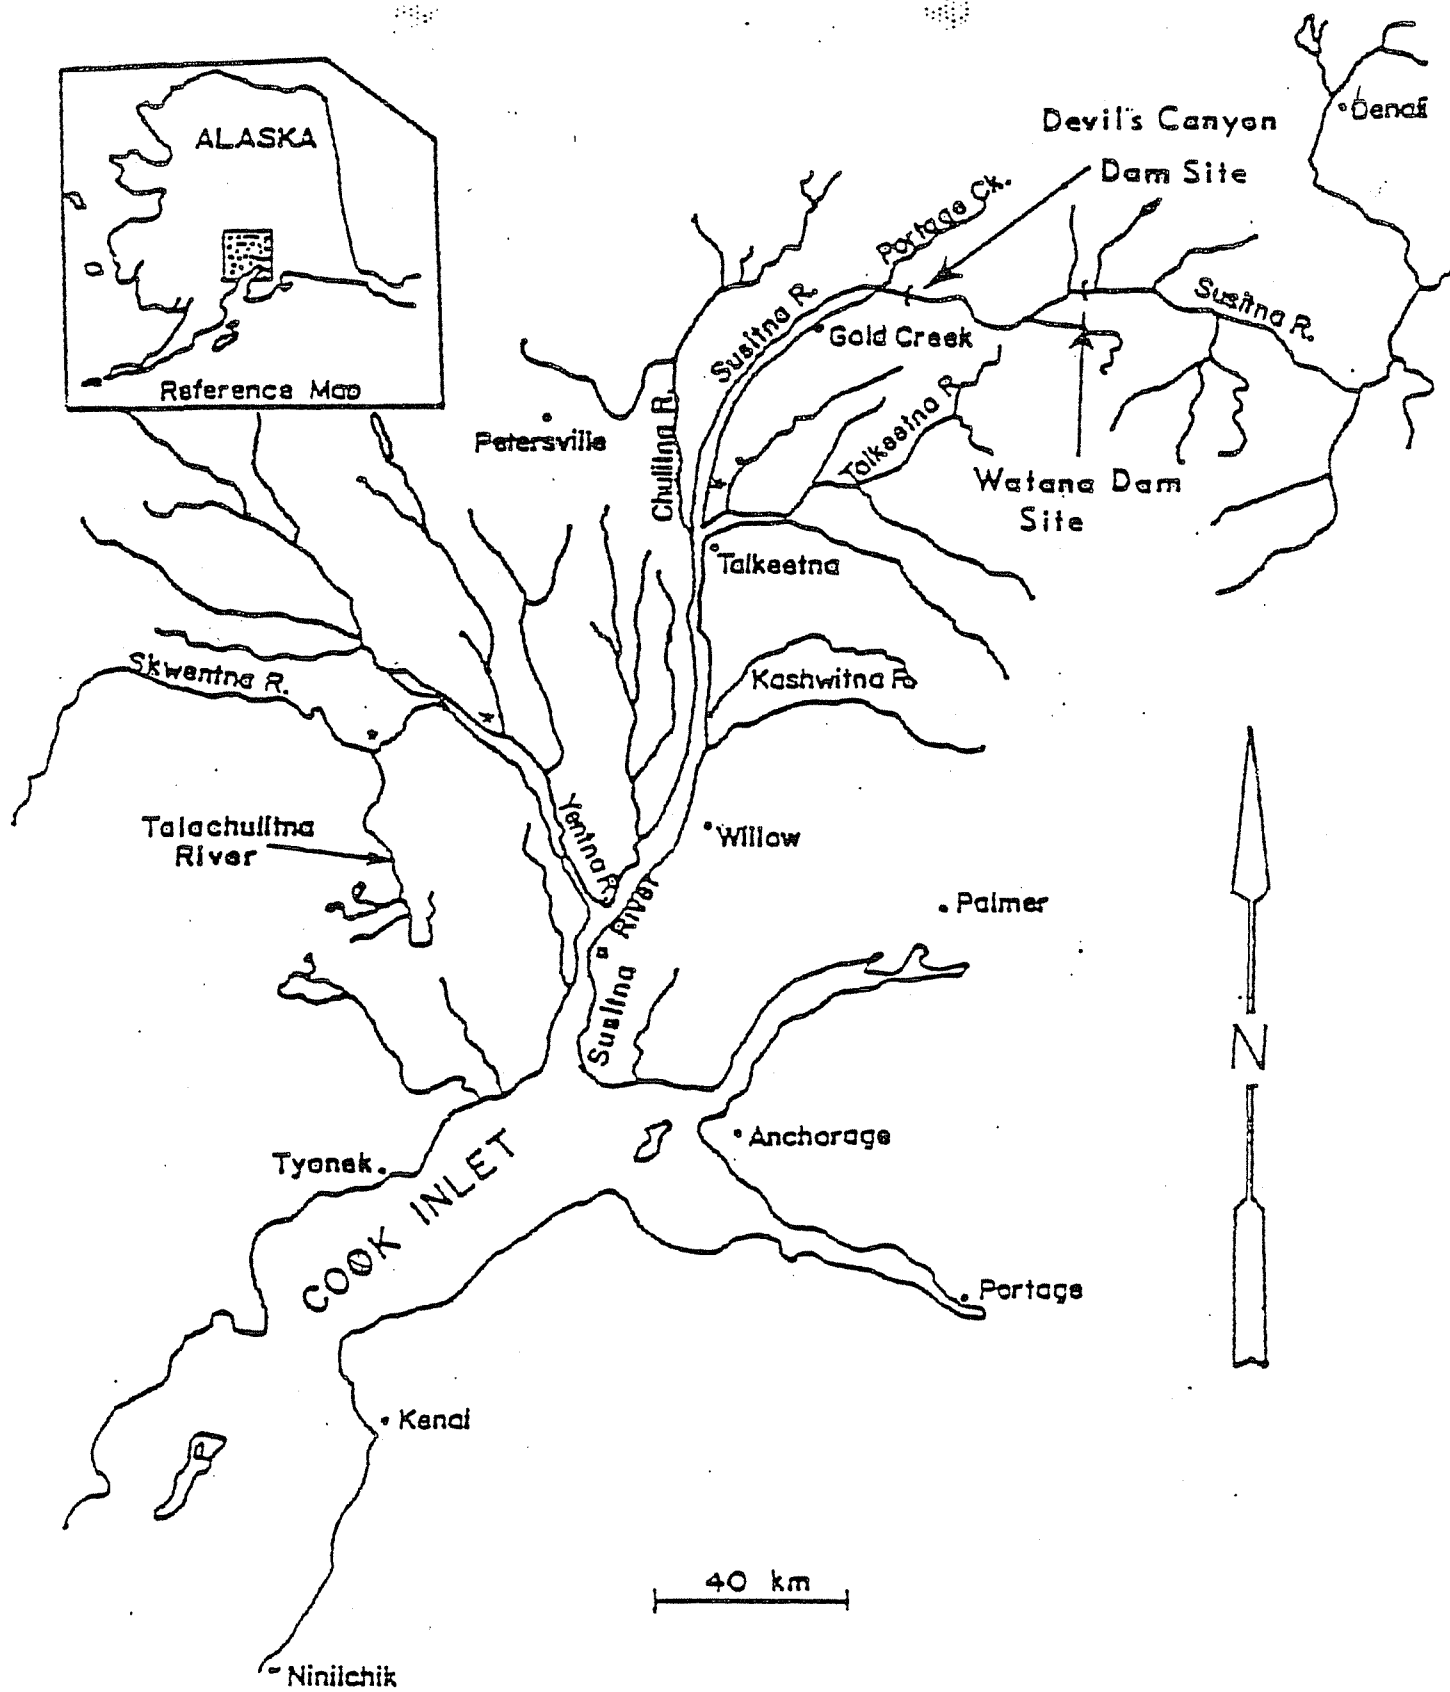 ALASKA
Reference Map
Denali
Devil's Canyon
Dam Site
Portage Ck.
Susitna R.
Susitna R.
Gold Creek
Petersville
Chulitna R.
Talkeetna R.
Watana Dam
Site
Talkeetna
Skwentna R.
Kashwitna R.
Talachulitna
River
Yentna R.
Willow
Susitna River
Palmer
N
Anchorage
Tyonek
COOK INLET
Portage
Kenai
40 km
Ninilchik